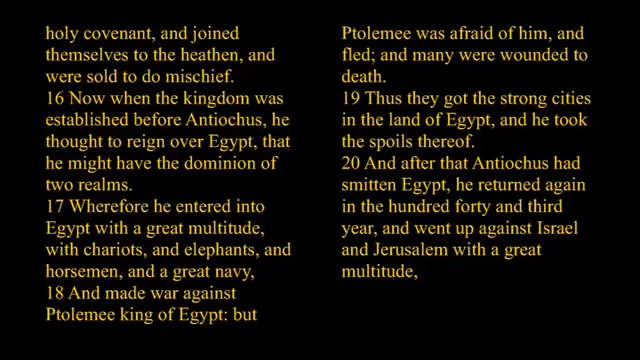 holy covenant, and joined
themselves to the heathen, and
were sold to do mischief.
16 Now when the kingdom was
established before Antiochus, he
thought to reign over Egypt, that
he might have the dominion of
two realms.
17 Wherefore he entered into
Egypt with a great multitude,
with chariots, and elephants, and
horsemen, and a great navy,
18 And made war against
Ptolemee king of Egypt: but
Ptolemee was afraid of him, and
fled; and many were wounded to
death.
19 Thus they got the strong cities
in the land of Egypt, and he took
the spoils thereof.
20 And after that Antiochus had
smitten Egypt, he returned again
in the hundred forty and third
year, and went up against Israel
and Jerusalem with a great
multitude,